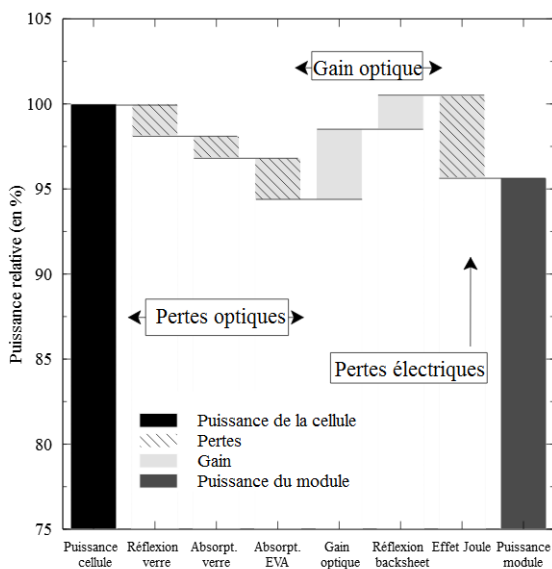 105
100
95
90
85
80
75
Puissance relative (en %)
Gain optique
Pertes optiques
Pertes électriques
Puissance de la cellule
Pertes
Gain
Puissance du module
Puissance
cellule
Réflexion
verre
Absorpt.
verre
Absorpt.
EVA
Gain
optique
Réflexion
backsheet
Effet Joule
Puissance
module